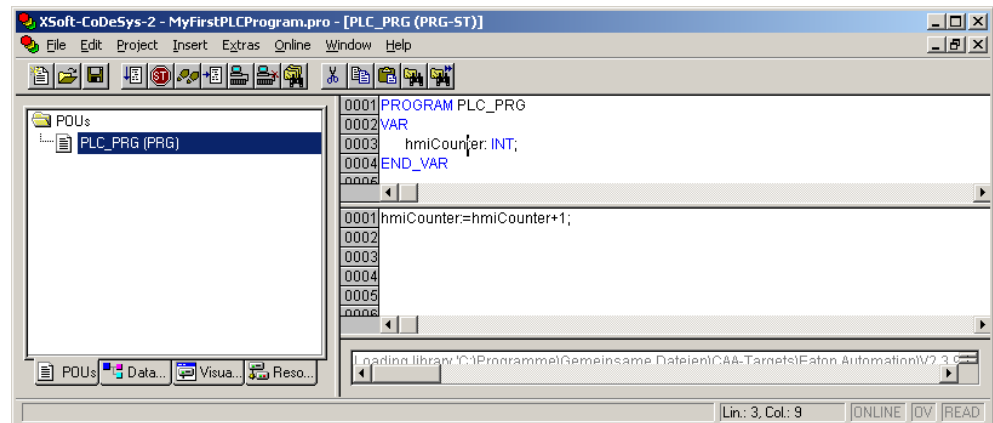 XSoft-CoDeSys-2 - MyFirstPLCProgram.pro - [PLC_PRG (PRG-ST)]
File Edit Project Insert Extras Online Window Help
POUs
PLC_PRG (PRG)
0001 PROGRAM PLC_PRG
0002 VAR
0003 hmiCounter: INT;
0004 END_VAR
0005
0001 hmiCounter:=hmiCounter+1;
0002
0003
0004
0005
0006
Loading library 'C:\Programme\Gemeinsame Dateien\CAA-Targets\Eaton Automation\V2.3.9
POUs Data... Visua... Reso...
Lin.: 3, Col.: 9 ONLINE OV READ